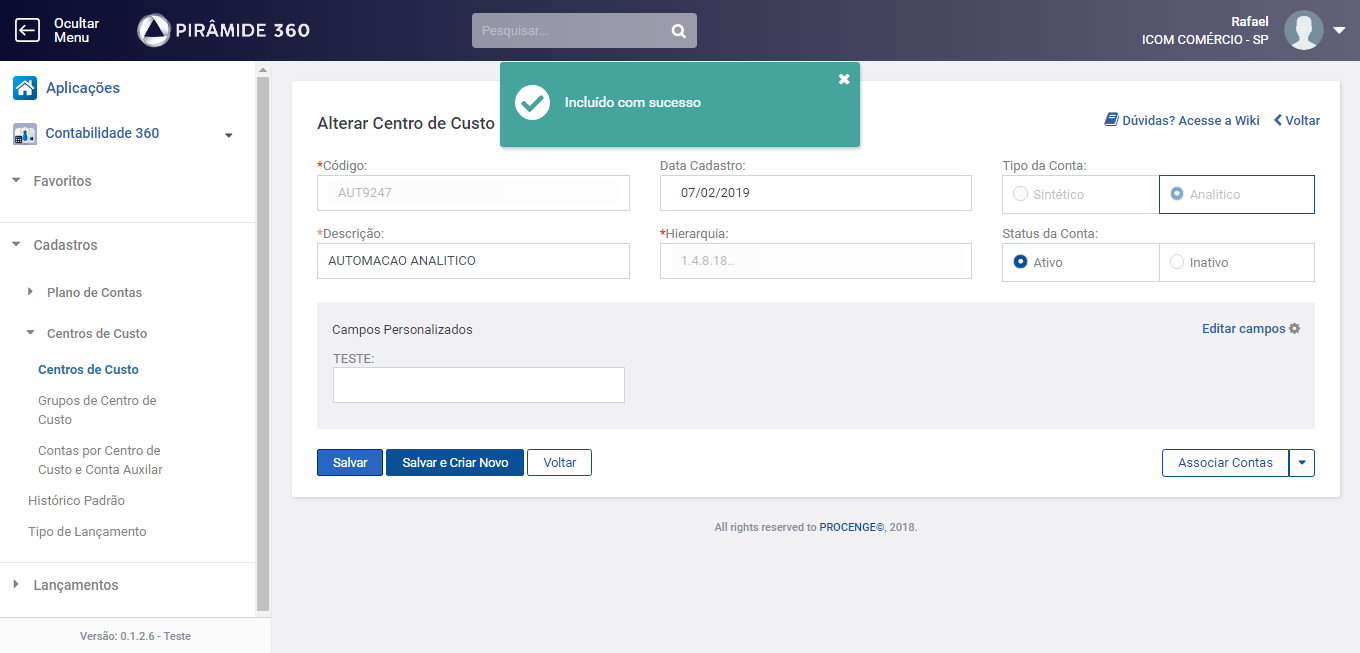 Ocultar
Menu
PIRÂMIDE 360
Pesquisar...
Rafael
ICOM COMÉRCIO - SP
Aplicações
Contabilidade 360
Favoritos
Cadastros
Plano de Contas
Centros de Custo
Centros de Custo
Grupos de Centro de
Custo
Contas por Centro de
Custo e Conta Auxilar
Histórico Padrão
Tipo de Lançamento
Lançamentos
Versão: 0.1.2.6 - Teste
Incluído com sucesso
Alterar Centro de Custo
Dúvidas? Acesse a Wiki
Voltar
*Código:
Data Cadastro:
Tipo da Conta:
AUT9247
07/02/2019
Sintético
Analitico
*Descrição:
*Hierarquia:
Status da Conta:
AUTOMACAO ANALITICO
1.4.8.18..
Ativo
Inativo
Campos Personalizados
Editar campos
TESTE:
Salvar
Salvar e Criar Novo
Voltar
Associar Contas
All rights reserved to PROCENGE©, 2018.